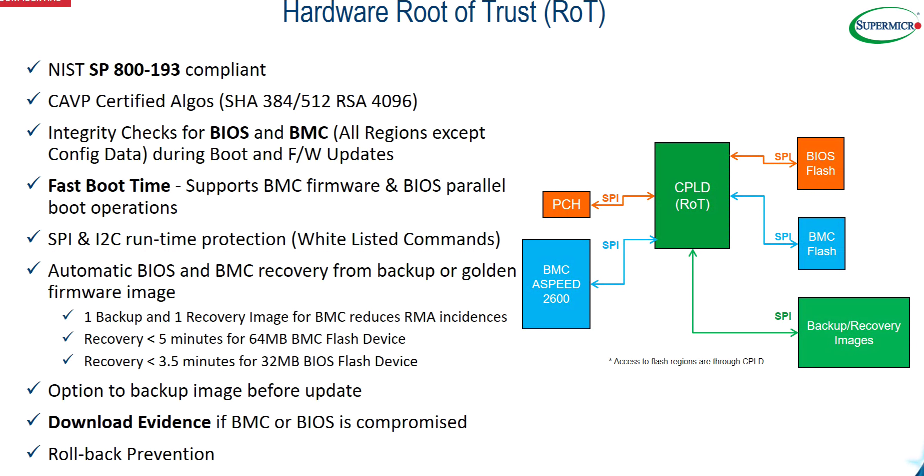 Hardware Root of Trust (RoT)
SUPERMICRO
NIST SP 800-193 compliant
CAVP Certified Algos (SHA 384/512 RSA 4096)
Integrity Checks for BIOS and BMC (All Regions except
Config Data) during Boot and F/W Updates
Fast Boot Time - Supports BMC firmware & BIOS parallel
boot operations
SPI & I2C run-time protection (White Listed Commands)
Automatic BIOS and BMC recovery from backup or golden
firmware image
1 Backup and 1 Recovery Image for BMC reduces RMA incidences
Recovery < 5 minutes for 64MB BMC Flash Device
Recovery < 3.5 minutes for 32MB BIOS Flash Device
Option to backup image before update
Download Evidence if BMC or BIOS is compromised
Roll-back Prevention
CPLD
(RoT)
SPI
BIOS
Flash
PCH
SPI
SPI
BMC
ASPEED
2600
SPI
BMC
Flash
SPI
Backup/Recovery
Images
* Access to flash regions are through CPLD.